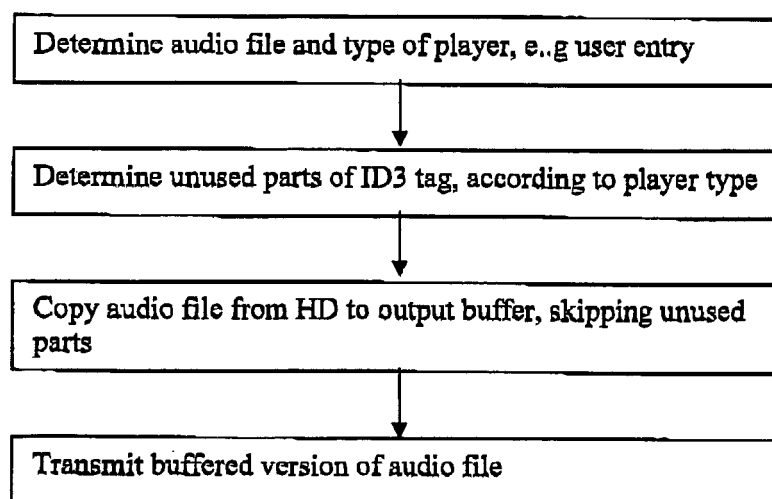 Determine audio file and type of player, e..g user entry
Determine unused parts of ID3 tag, according to player type
Copy audio file from HD to output buffer, skipping unused
parts
Transmit buffered version of audio file